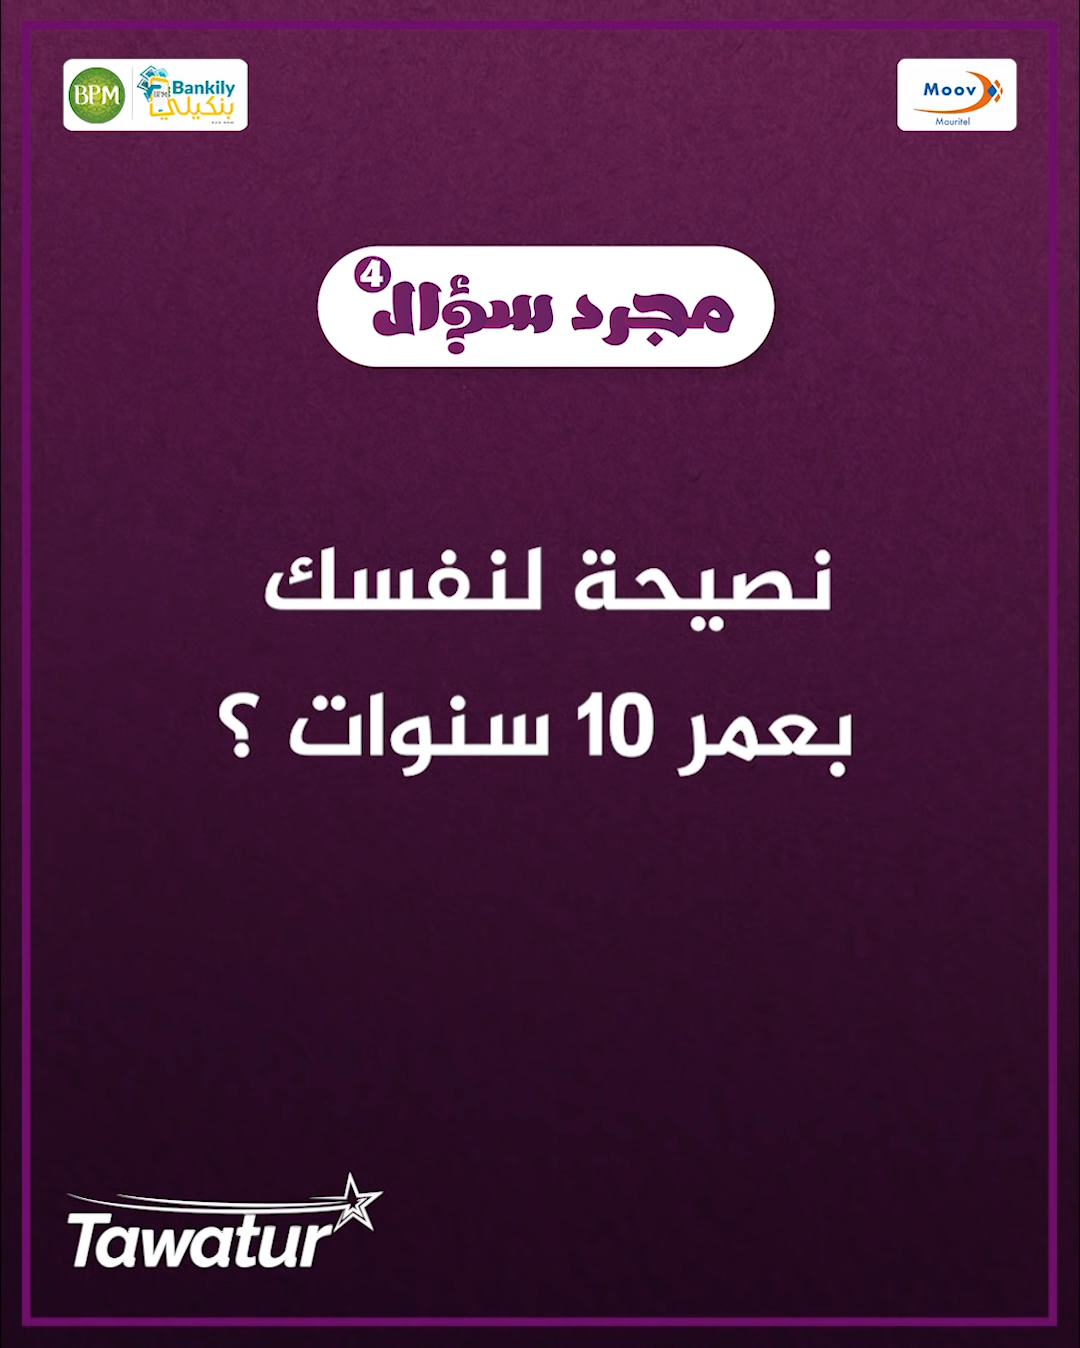 BPM Bankily
بنكيلي
Moov
Mauritel
مجرد سؤال 4
نصيحة لنفسك
بعمر 10 سنوات ؟
Tawatur